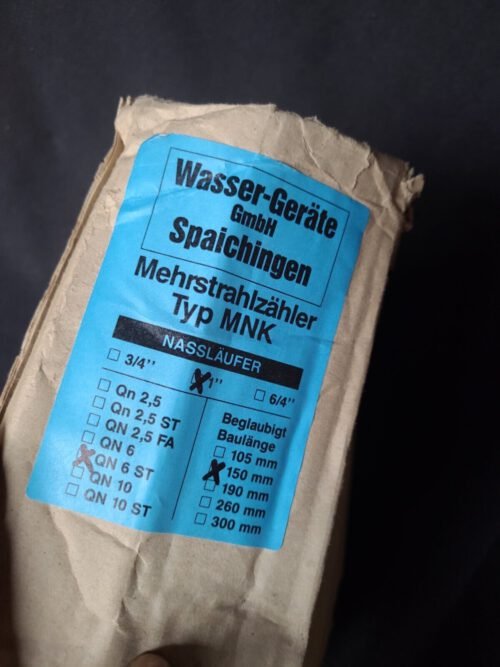 Wasser-Geräte
GmbH
Spaichingen
Mehrstrahlzähler
Typ MNK
NASSLÄUFER
3/4'' 1'' 6/4''
Qn 2,5
Qn 2,5 ST
QN 2,5 FA
QN 6
QN 6 ST
QN 10
QN 10 ST
Beglaubigt
Baulänge
105 mm
150 mm
190 mm
260 mm
300 mm